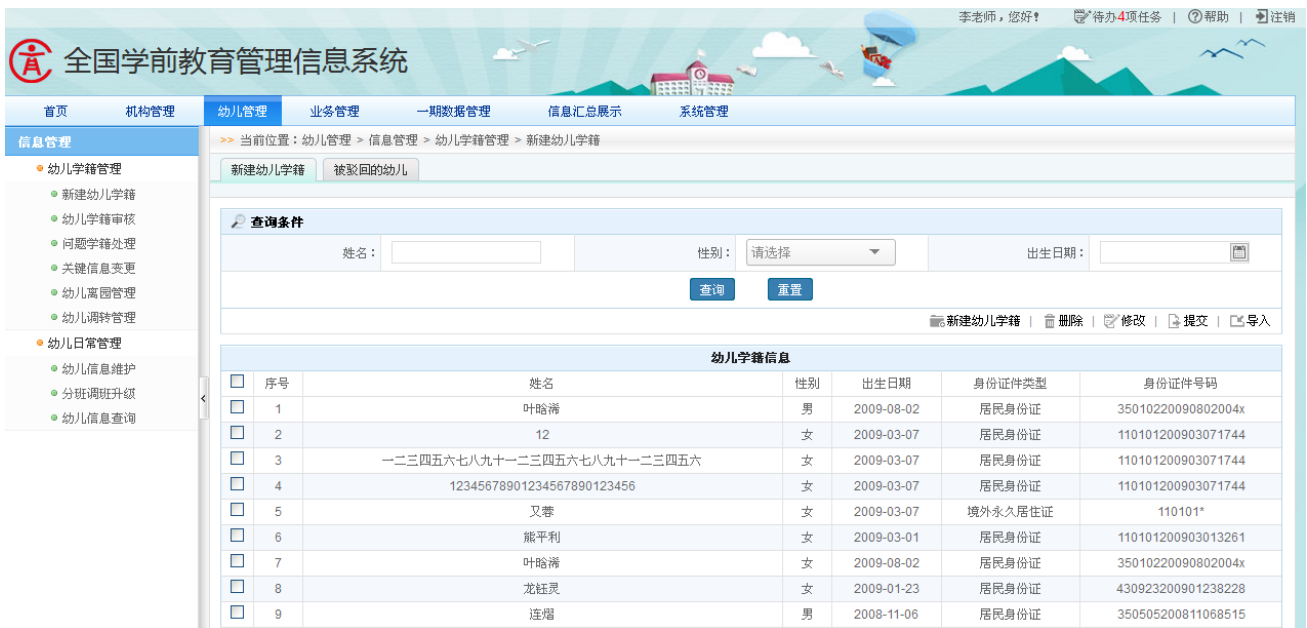 李老师，您好！ 待办4项任务 | ?帮助 | 注销
全国学前教育管理信息系统
首页 机构管理 幼儿管理 业务管理 一期数据管理 信息汇总展示 系统管理
信息管理
幼儿学籍管理
新建幼儿学籍
幼儿学籍审核
问题学籍处理
关键信息变更
幼儿离园管理
幼儿调转管理
幼儿日常管理
幼儿信息维护
分班调班升级
幼儿信息查询
>> 当前位置：幼儿管理 > 信息管理 > 幼儿学籍管理 > 新建幼儿学籍
新建幼儿学籍 被驳回的幼儿
查询条件
姓名： 性别： 请选择 出生日期：
查询 重置
新建幼儿学籍 | 删除 | 修改 | 提交 | 导入
幼儿学籍信息
序号 姓名 性别 出生日期 身份证件类型 身份证件号码
1 叶晗浠 男 2009-08-02 居民身份证 35010220090802004x
2 12 女 2009-03-07 居民身份证 110101200903071744
3 一二三四五六七八九十一二三四五六七八九十一二三四五六 女 2009-03-07 居民身份证 110101200903071744
4 12345678901234567890123456 女 2009-03-07 居民身份证 110101200903071744
5 又蓉 女 2009-03-07 境外永久居住证 110101*
6 熊平利 女 2009-03-01 居民身份证 110101200903013261
7 叶晗浠 女 2009-08-02 居民身份证 35010220090802004x
8 龙钰灵 女 2009-01-23 居民身份证 430923200901238228
9 连熠 男 2008-11-06 居民身份证 350505200811068515